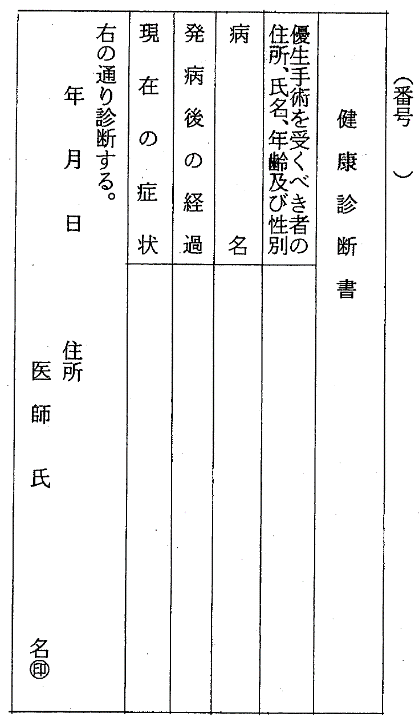 （番号　　）
健康診断書
優生手術を受くべき者の
住所、氏名、年齢及び性別
病名
発病後の経過
現在の症状
右の通り診断する。
年　月　日
住所
医師　氏　名㊞